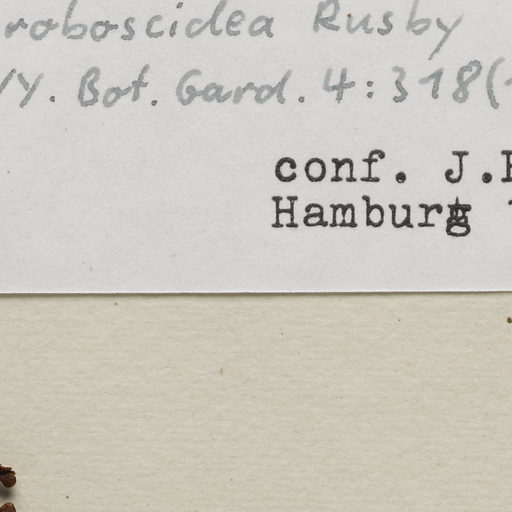 roboscidea Rusby
Y. Bot. Gard. 4:318(
conf. J.
Hamburg